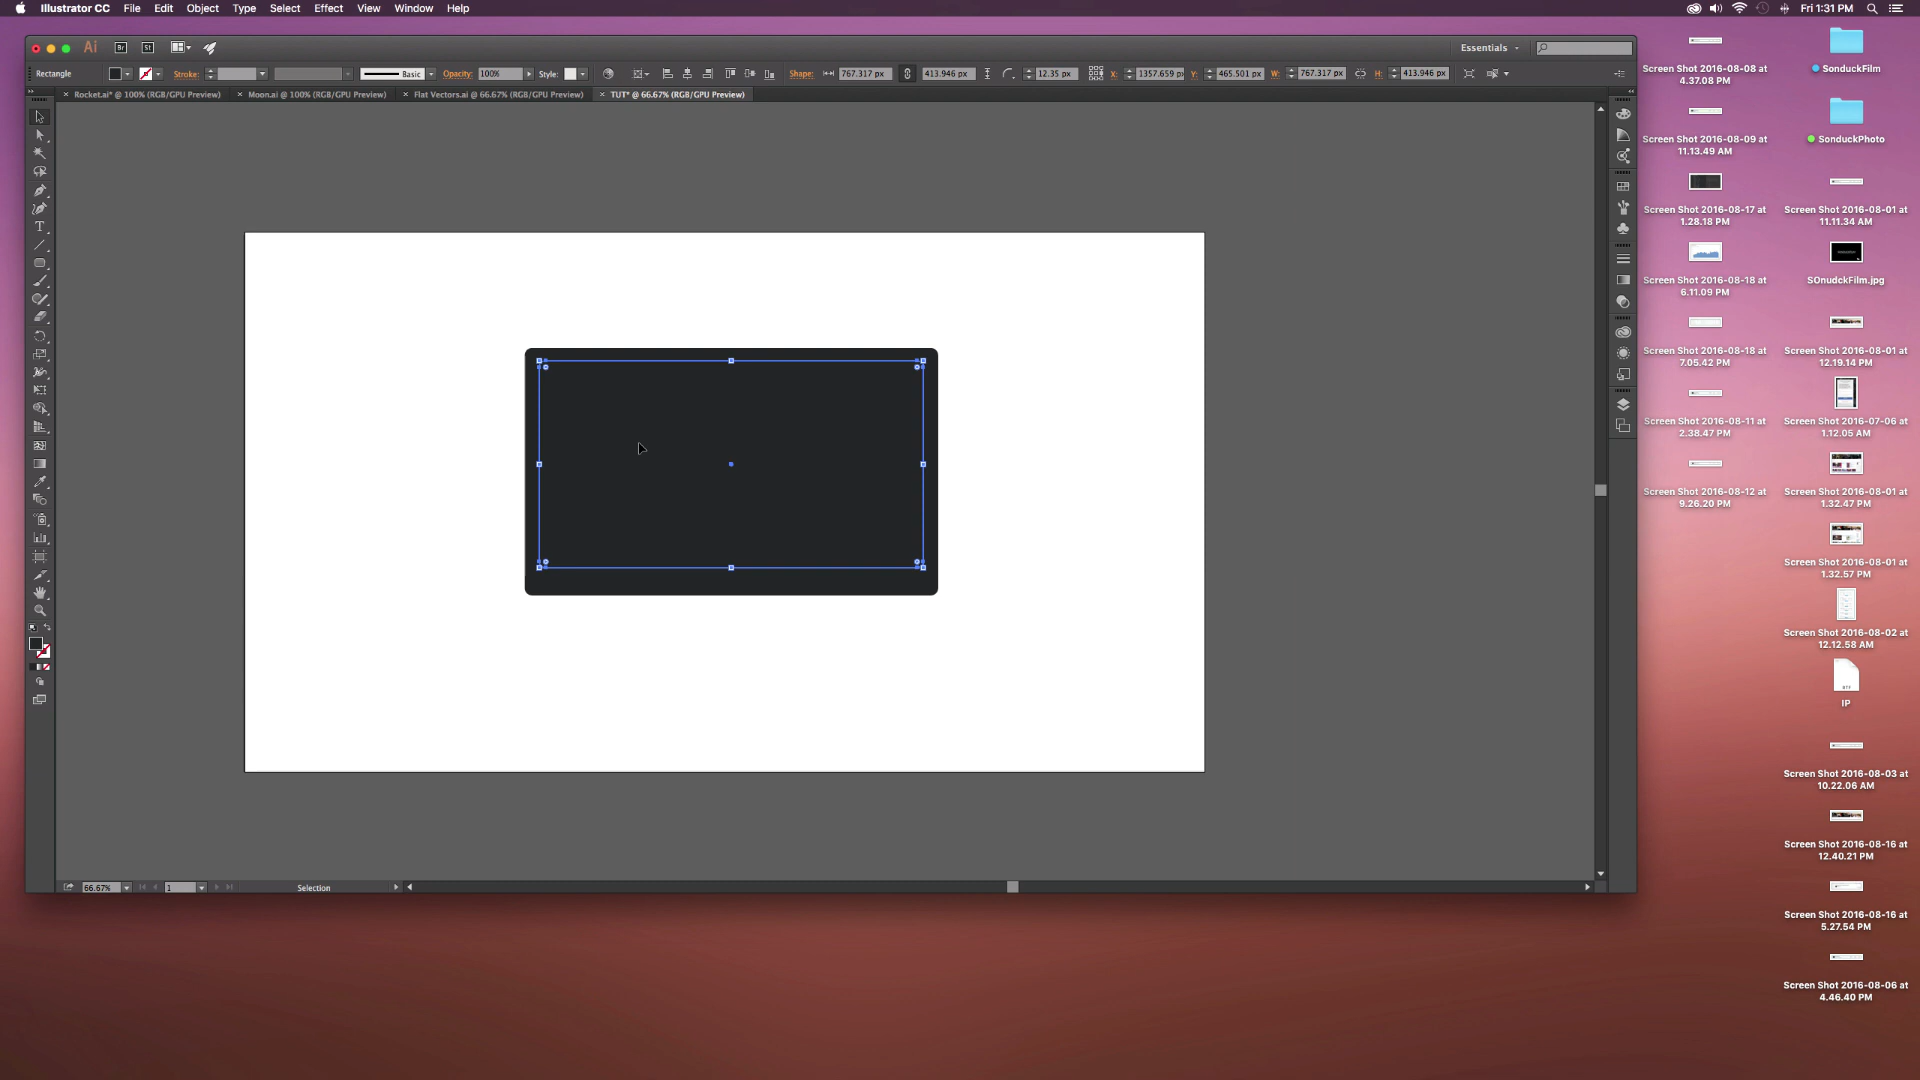 Illustrator CC File Edit Object Type Select Effect View Window Help
Fri 1:31 PM
Ai Br St
Essentials
Rectangle Stroke: Basic Opacity: 100% Style: Shape: 767.317 px 413.946 px 12.35 px X: 1357.659 p Y: 465.501 px W: 767.317 px H: 413.946 px
Rocket.ai* @ 100% (RGB/GPU Preview) Moon.ai @ 100% (RGB/GPU Preview) Flat Vectors.ai @ 66.67% (RGB/GPU Preview) TUT* @ 66.67% (RGB/GPU Preview)
T
66.67% 1 Selection
Screen Shot 2016-08-08 at
4.37.08 PM
Screen Shot 2016-08-09 at
11.13.49 AM
Screen Shot 2016-08-17 at
1.28.18 PM
Screen Shot 2016-08-18 at
6.11.09 PM
Screen Shot 2016-08-18 at
7.05.42 PM
Screen Shot 2016-08-11 at
2.38.47 PM
Screen Shot 2016-08-12 at
9.26.20 PM
SonduckFilm
SonduckPhoto
Screen Shot 2016-08-01 at
11.11.34 AM
SOnudckFilm.jpg
Screen Shot 2016-08-01 at
12.19.14 PM
Screen Shot 2016-07-06 at
1.12.05 AM
Screen Shot 2016-08-01 at
1.32.47 PM
Screen Shot 2016-08-01 at
1.32.57 PM
Screen Shot 2016-08-02 at
12.12.58 AM
RTF
IP
Screen Shot 2016-08-03 at
10.22.06 AM
Screen Shot 2016-08-16 at
12.40.21 PM
Screen Shot 2016-08-16 at
5.27.54 PM
Screen Shot 2016-08-06 at
4.46.40 PM